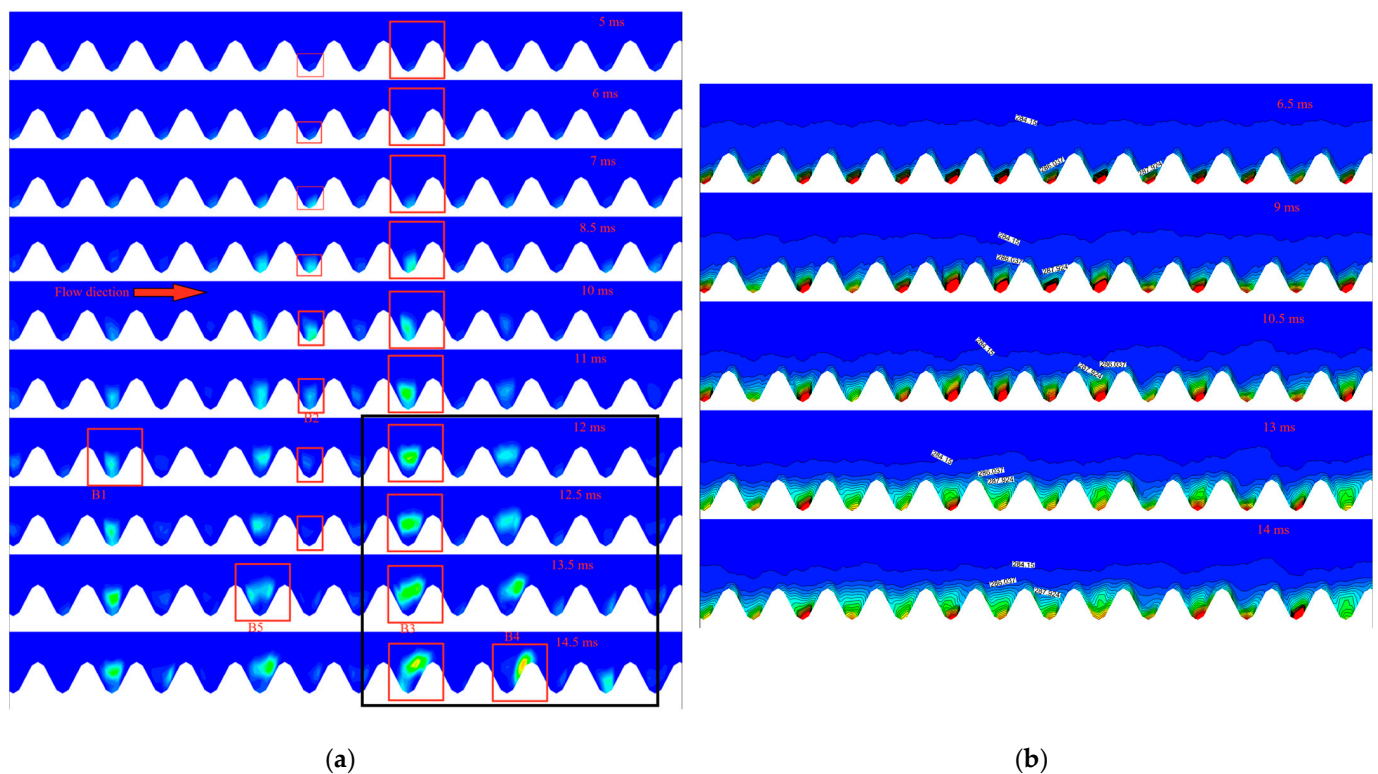 5 ms
6 ms
7 ms
8.5 ms
Flow diection
10 ms
11 ms
B2
12 ms
B1
12.5 ms
13.5 ms
B5
B3
B4
14.5 ms
(a)
6.5 ms
284.15
286.037
287.924
9 ms
284.15
286.037
287.924
10.5 ms
284.15
286.037
287.924
13 ms
284.15
286.037
287.924
14 ms
284.15
286.037
287.924
(b)